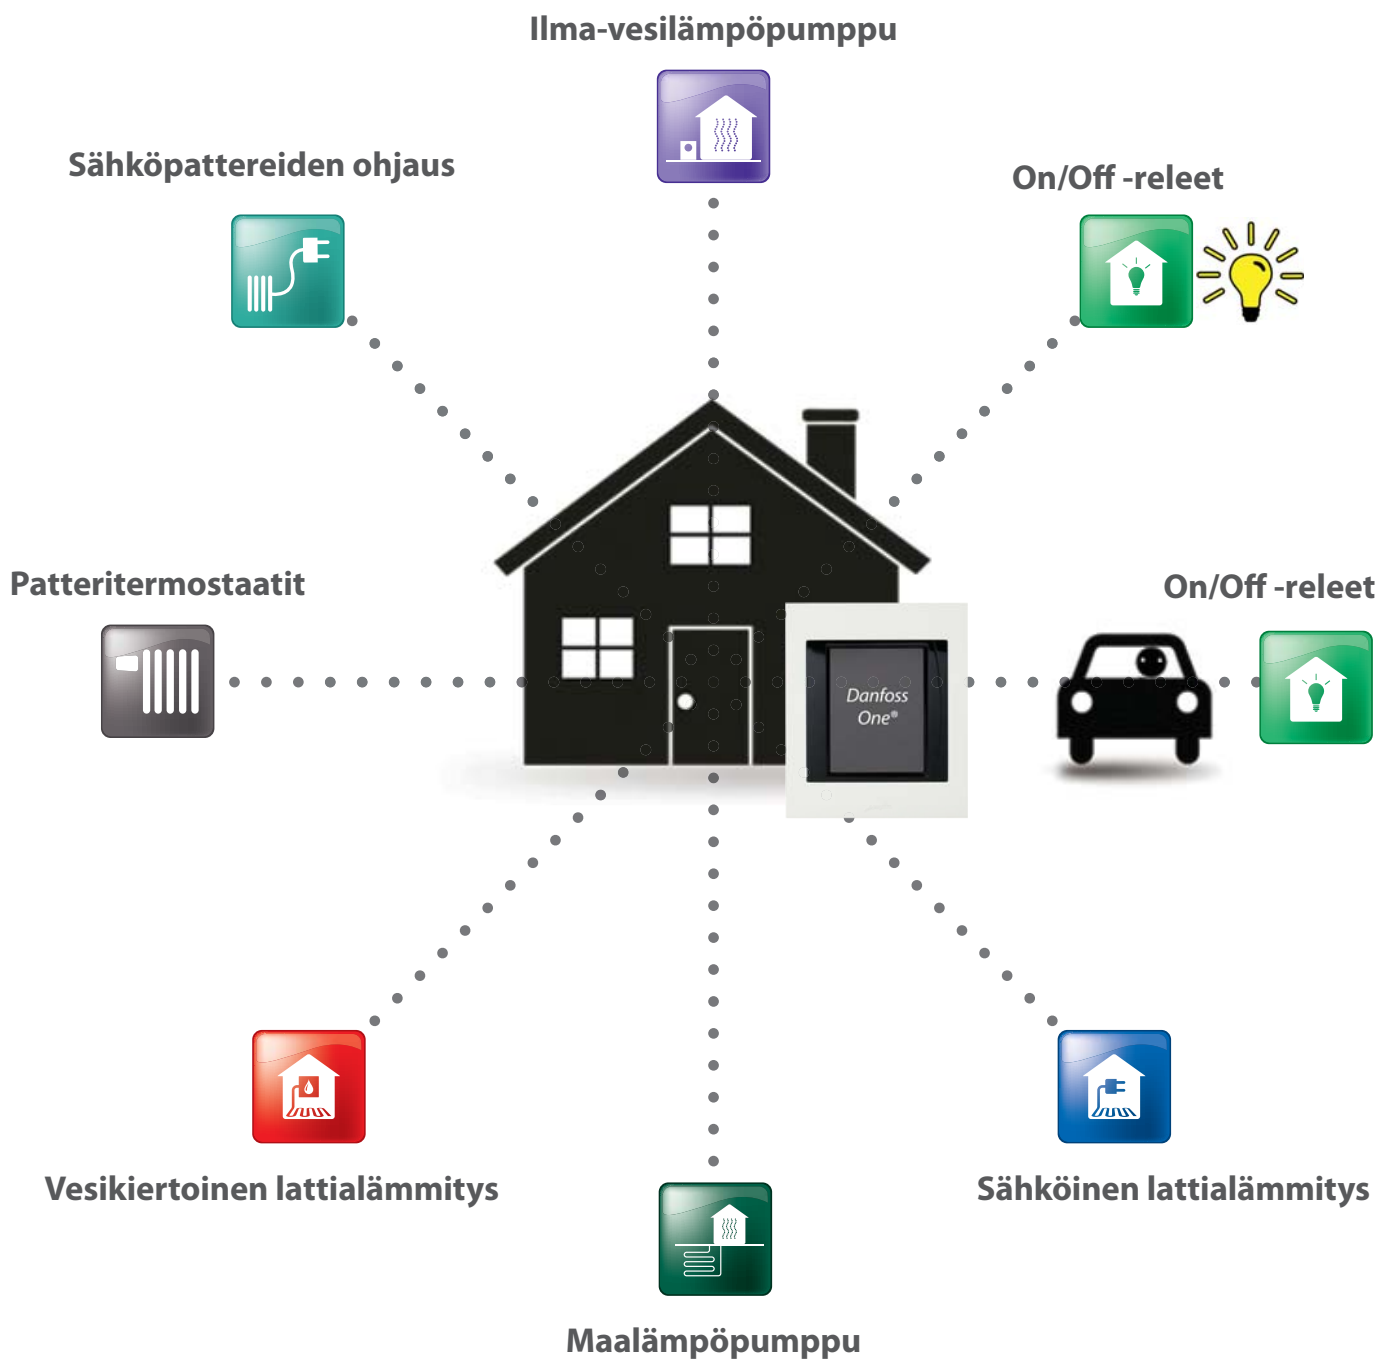 Ilma-vesilämpöpumppu
Sähköpattereiden ohjaus
On/Off -releet
Patteritermostaatit
On/Off -releet
Danfoss
One®
Vesikiertoinen lattialämmitys
Sähköinen lattialämmitys
Maalämpöpumppu